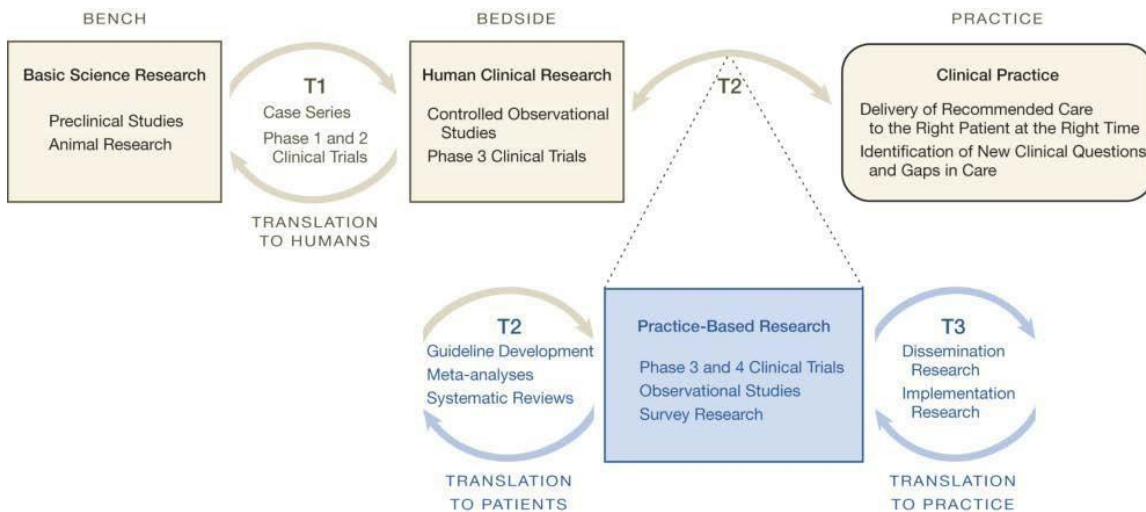 BENCH
BEDSIDE
PRACTICE
Basic Science Research
Preclinical Studies
Animal Research
T1
Case Series
Phase 1 and 2
Clinical Trials
TRANSLATION
TO HUMANS
Human Clinical Research
Controlled Observational
Studies
Phase 3 Clinical Trials
T2
Clinical Practice
Delivery of Recommended Care
to the Right Patient at the Right Time
Identification of New Clinical Questions
and Gaps in Care
T2
Guideline Development
Meta-analyses
Systematic Reviews
TRANSLATION
TO PATIENTS
Practice-Based Research
Phase 3 and 4 Clinical Trials
Observational Studies
Survey Research
T3
Dissemination
Research
Implementation
Research
TRANSLATION
TO PRACTICE